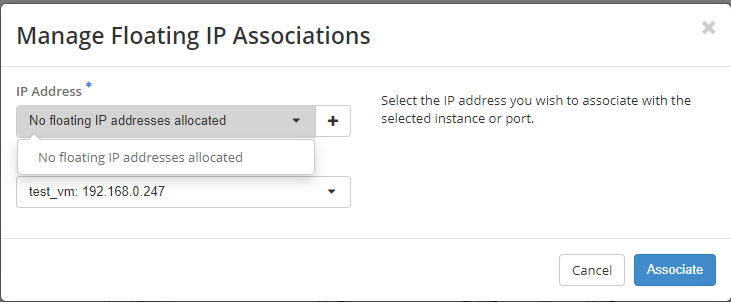 Manage Floating IP Associations
×
IP Address *
No floating IP addresses allocated
+
No floating IP addresses allocated
test_vm: 192.168.0.247
Select the IP address you wish to associate with the
selected instance or port.
Cancel
Associate